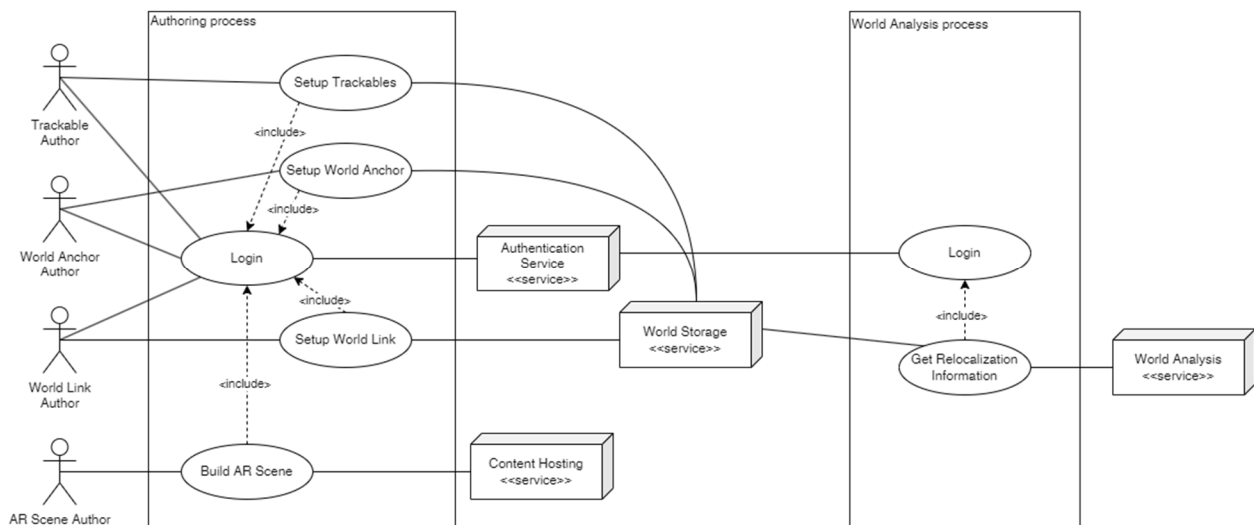 Authoring process
World Analysis process
Setup Trackables
Trackable
Author
<include>
Setup World Anchor
<include>
World Anchor
Author
Login
Authentication
Service
<<service>>
Login
<include>
Setup World Link
World Storage
<<service>>
<include>
Get Relocalization
Information
World Analysis
<<service>>
World Link
Author
<include>
Build AR Scene
Content Hosting
<<service>>
AR Scene Author